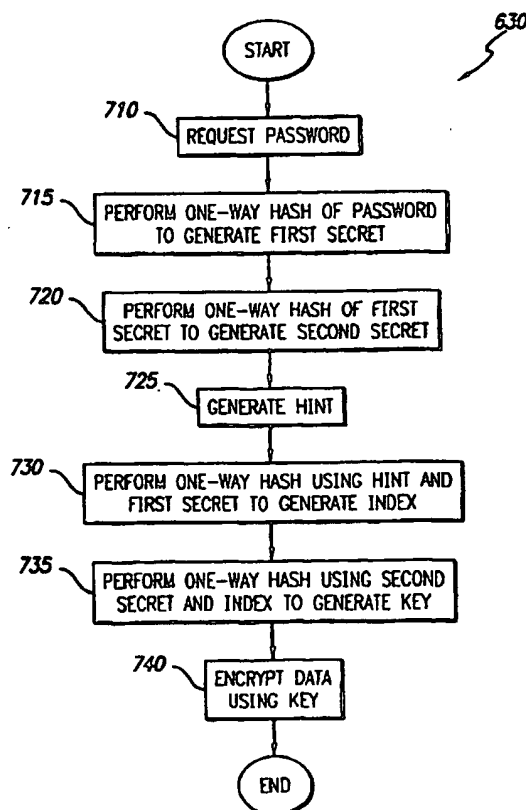 630
START
710
REQUEST PASSWORD
715
PERFORM ONE-WAY HASH OF PASSWORD
TO GENERATE FIRST SECRET
720
PERFORM ONE-WAY HASH OF FIRST
SECRET TO GENERATE SECOND SECRET
725
GENERATE HINT
730
PERFORM ONE-WAY HASH USING HINT AND
FIRST SECRET TO GENERATE INDEX
735
PERFORM ONE-WAY HASH USING SECOND
SECRET AND INDEX TO GENERATE KEY
740
ENCRYPT DATA
USING KEY
END